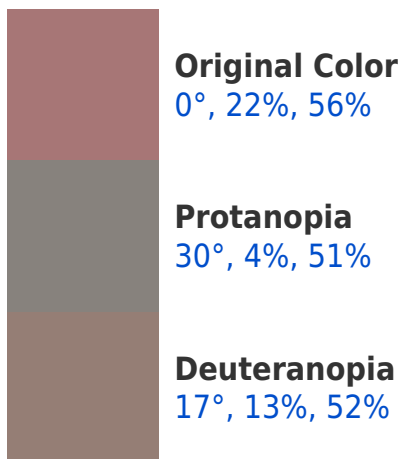 Original Color
0°, 22%, 56%
Protanopia
30°, 4%, 51%
Deuteranopia
17°, 13%, 52%